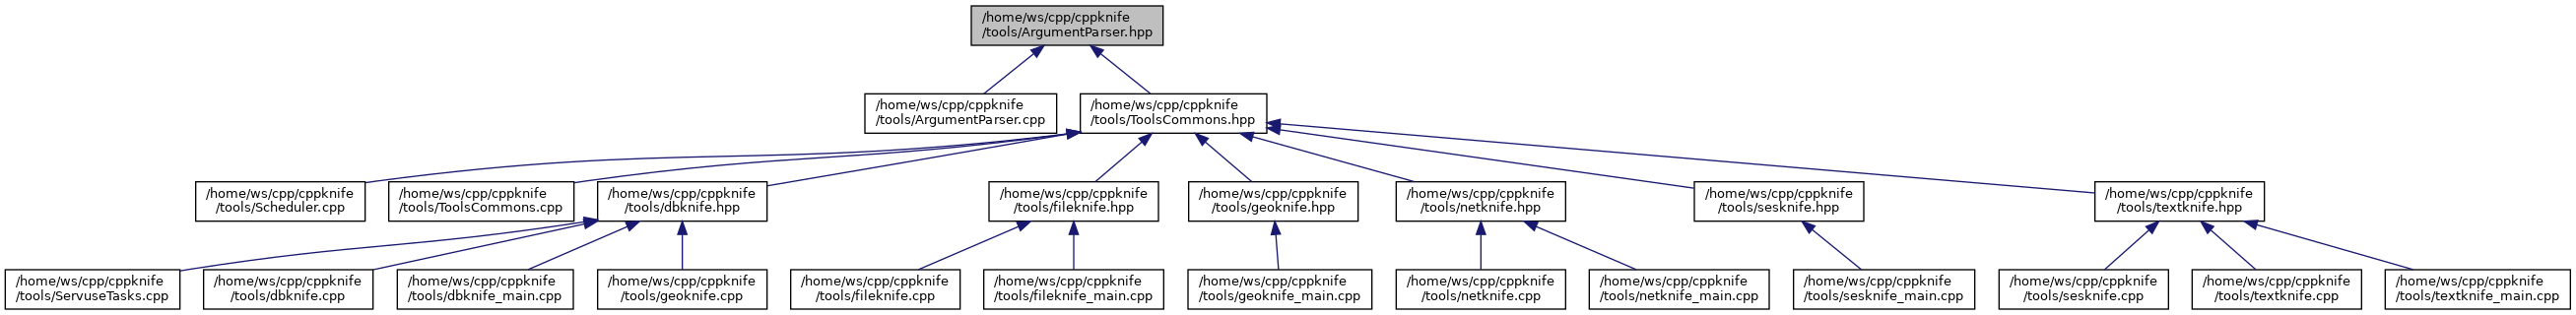 /home/ws/cpp/cppknife
/tools/ArgumentParser.hpp
/home/ws/cpp/cppknife
/tools/ArgumentParser.cpp
/home/ws/cpp/cppknife
/tools/ToolsCommons.hpp
/home/ws/cpp/cppknife
/tools/Scheduler.cpp
/home/ws/cpp/cppknife
/tools/ToolsCommons.cpp
/home/ws/cpp/cppknife
/tools/dbknife.hpp
/home/ws/cpp/cppknife
/tools/fileknife.hpp
/home/ws/cpp/cppknife
/tools/geoknife.hpp
/home/ws/cpp/cppknife
/tools/netknife.hpp
/home/ws/cpp/cppknife
/tools/sesknife.hpp
/home/ws/cpp/cppknife
/tools/textknife.hpp
/home/ws/cpp/cppknife
/tools/ServuseTasks.cpp
/home/ws/cpp/cppknife
/tools/dbknife.cpp
/home/ws/cpp/cppknife
/tools/dbknife_main.cpp
/home/ws/cpp/cppknife
/tools/geoknife.cpp
/home/ws/cpp/cppknife
/tools/fileknife.cpp
/home/ws/cpp/cppknife
/tools/fileknife_main.cpp
/home/ws/cpp/cppknife
/tools/geoknife_main.cpp
/home/ws/cpp/cppknife
/tools/netknife.cpp
/home/ws/cpp/cppknife
/tools/netknife_main.cpp
/home/ws/cpp/cppknife
/tools/sesknife_main.cpp
/home/ws/cpp/cppknife
/tools/sesknife.cpp
/home/ws/cpp/cppknife
/tools/textknife.cpp
/home/ws/cpp/cppknife
/tools/textknife_main.cpp